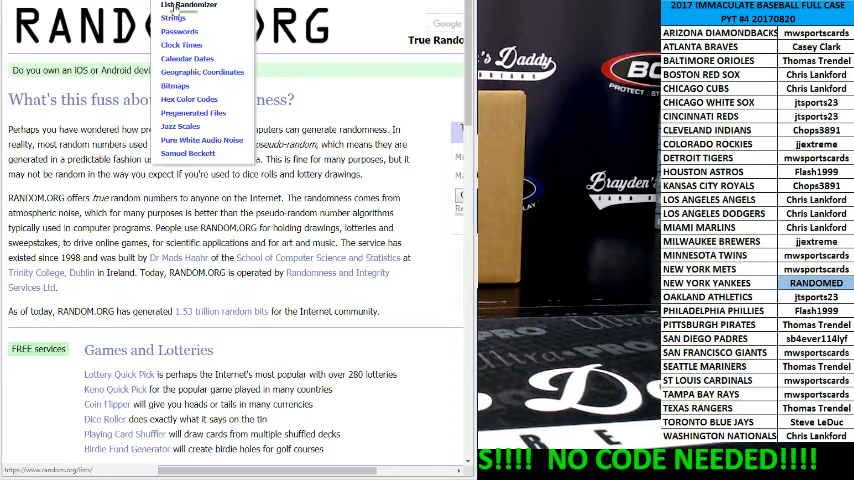 List Randomizer
Strings
Passwords
Clock Times
Calendar Dates
Geographic Coordinates
Bitmaps
Hex Color Codes
Pregenerated Files
Jazz Scales
Pure White Audio Noise
Samuel Beckett
RAND
RG
Google
True Rando
Do you own an iOS or Android devi
What's this fuss abo
ness?
Perhaps you have wondered how pre
puters can generate randomness. In
reality, most random numbers used
pseudo-random, which means they are
generated in a predictable fashion us
This is fine for many purposes, but it
may not be random in the way you expect if you're used to dice rolls and lottery drawings.
RANDOM.ORG offers true random numbers to anyone on the Internet. The randomness comes from
atmospheric noise, which for many purposes is better than the pseudo-random number algorithms
typically used in computer programs. People use RANDOM.ORG for holding drawings, lotteries and
sweepstakes, to drive online games, for scientific applications and for art and music. The service has
existed since 1998 and was built by Dr Mads Haahr of the School of Computer Science and Statistics at
Trinity College, Dublin in Ireland. Today, RANDOM.ORG is operated by Randomness and Integrity
Services Ltd.
As of today, RANDOM.ORG has generated 1.53 trillion random bits for the Internet community.
FREE services
Games and Lotteries
Lottery Quick Pick is perhaps the Internet's most popular with over 280 lotteries
Keno Quick Pick for the popular game played in many countries
Coin Flipper will give you heads or tails in many currencies
Dice Roller does exactly what it says on the tin
Playing Card Shuffler will draw cards from multiple shuffled decks
Birdie Fund Generator will create birdie holes for golf courses
https://www.random.org/lists/
Daddy
Brayden's Da
CARD
BCW
Ultra-PRO
2017 IMMACULATE BASEBALL FULL CASE
PYT #4 20170820
ARIZONA DIAMONDBACKS mwsportscards
ATLANTA BRAVES Casey Clark
BALTIMORE ORIOLES Thomas Trendel
BOSTON RED SOX Chris Lankford
CHICAGO CUBS Chris Lankford
CHICAGO WHITE SOX jtsports23
CINCINNATI REDS jtsports23
CLEVELAND INDIANS Chops3891
COLORADO ROCKIES jjextreme
DETROIT TIGERS mwsportscards
HOUSTON ASTROS Flash1999
KANSAS CITY ROYALS Chops3891
LOS ANGELES ANGELS Chris Lankford
LOS ANGELES DODGERS Chris Lankford
MIAMI MARLINS Chris Lankford
MILWAUKEE BREWERS jjextreme
MINNESOTA TWINS mwsportscards
NEW YORK METS mwsportscards
NEW YORK YANKEES RANDOMED
OAKLAND ATHLETICS jtsports23
PHILADELPHIA PHILLIES Flash1999
PITTSBURGH PIRATES Thomas Trendel
SAN DIEGO PADRES sb4ever114lyf
SAN FRANCISCO GIANTS mwsportscards
SEATTLE MARINERS Thomas Trendel
ST LOUIS CARDINALS mwsportscards
TAMPA BAY RAYS mwsportscards
TEXAS RANGERS Thomas Trendel
TORONTO BLUE JAYS Steve LeDuc
WASHINGTON NATIONALS Chris Lankford
S!!!! NO CODE NEEDED!!!!